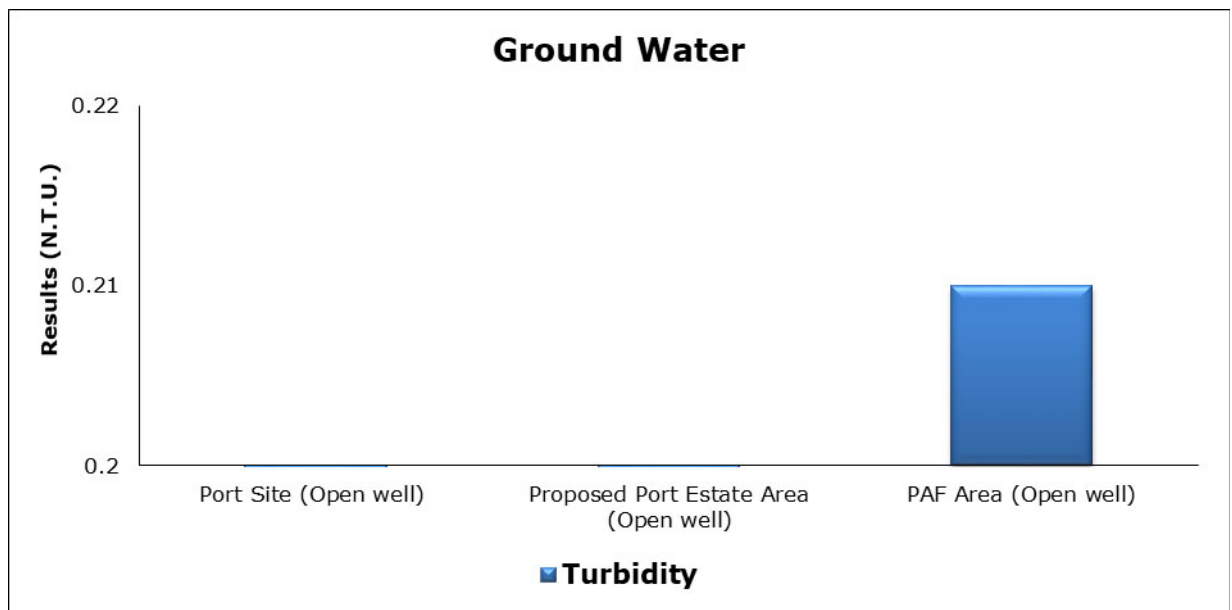 Ground Water
0.22
0.21
0.2
Results (N.T.U.)
Port Site (Open well)
Proposed Port Estate Area
(Open well)
PAF Area (Open well)
Turbidity